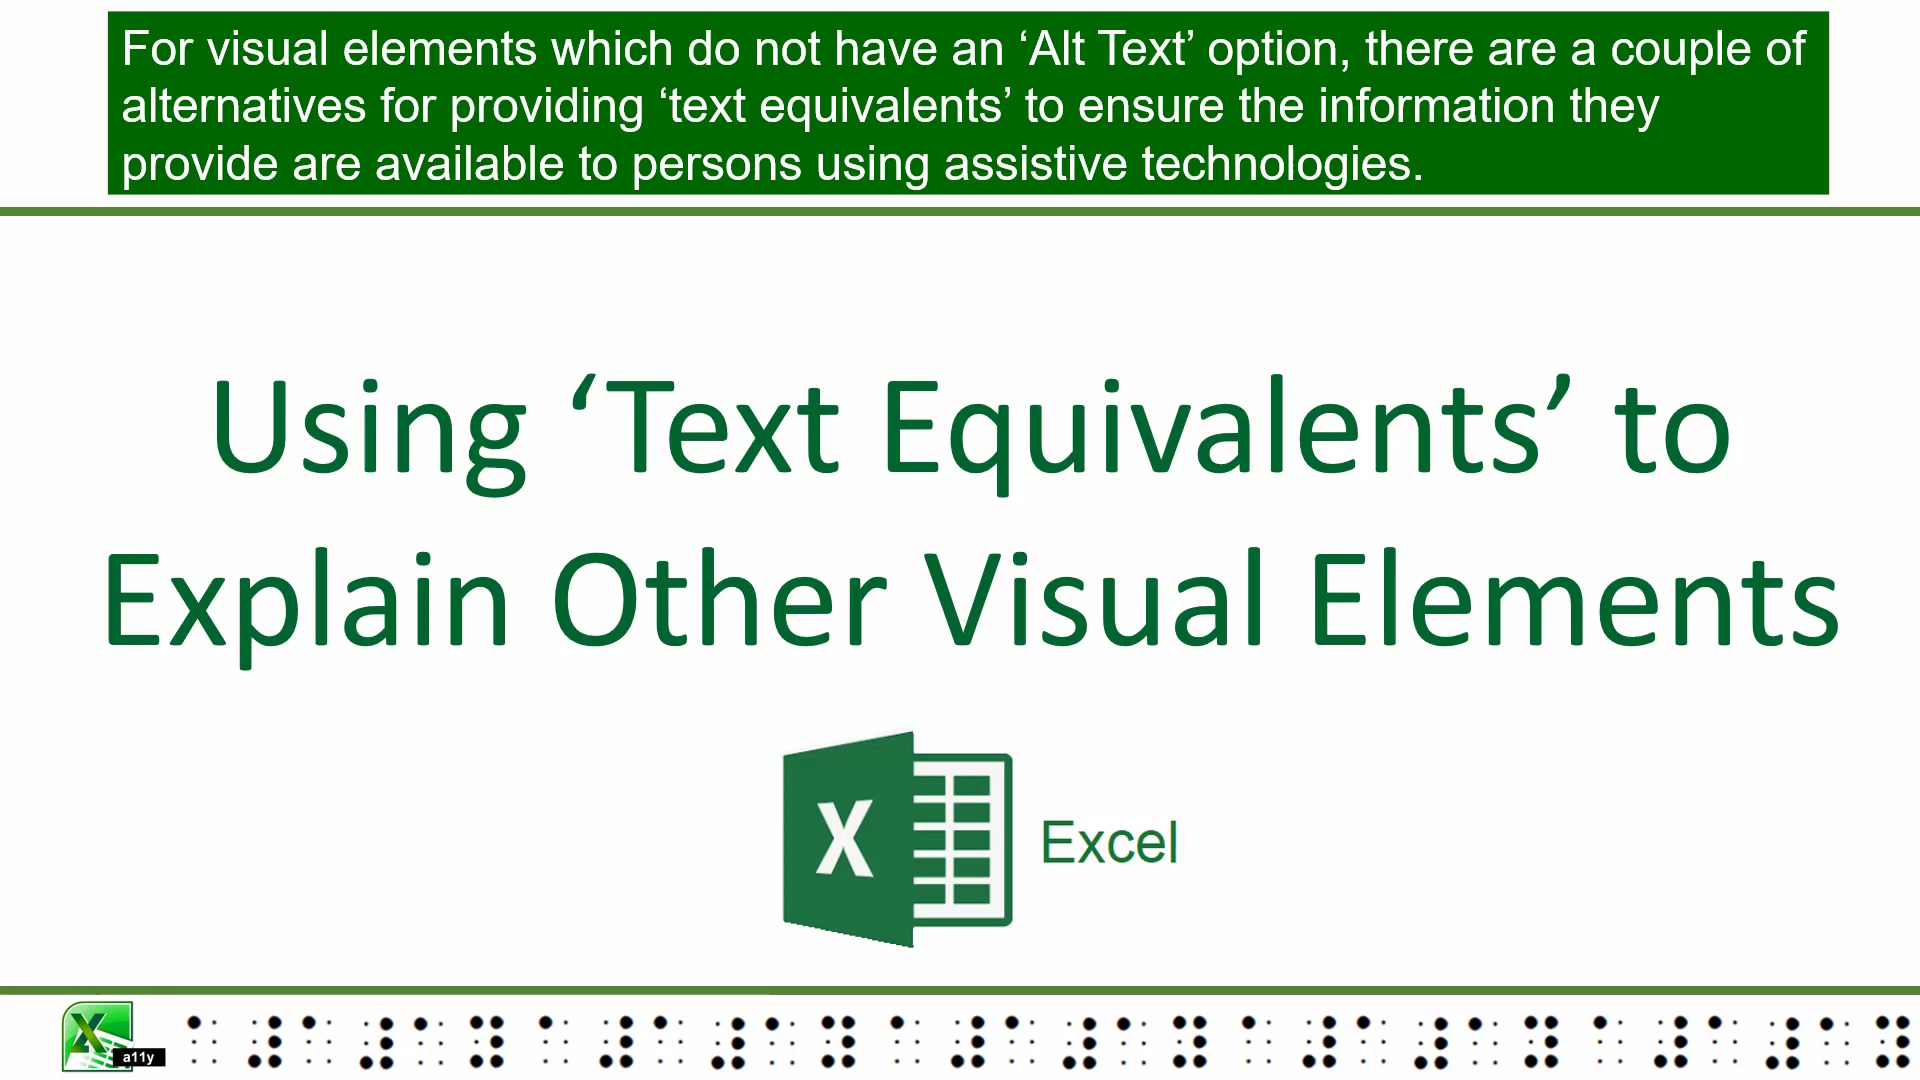 For visual elements which do not have an ‘Alt Text’ option, there are a couple of
alternatives for providing ‘text equivalents’ to ensure the information they
provide are available to persons using assistive technologies.
Using ‘Text Equivalents’ to
Explain Other Visual Elements
X
Excel
X
a11y